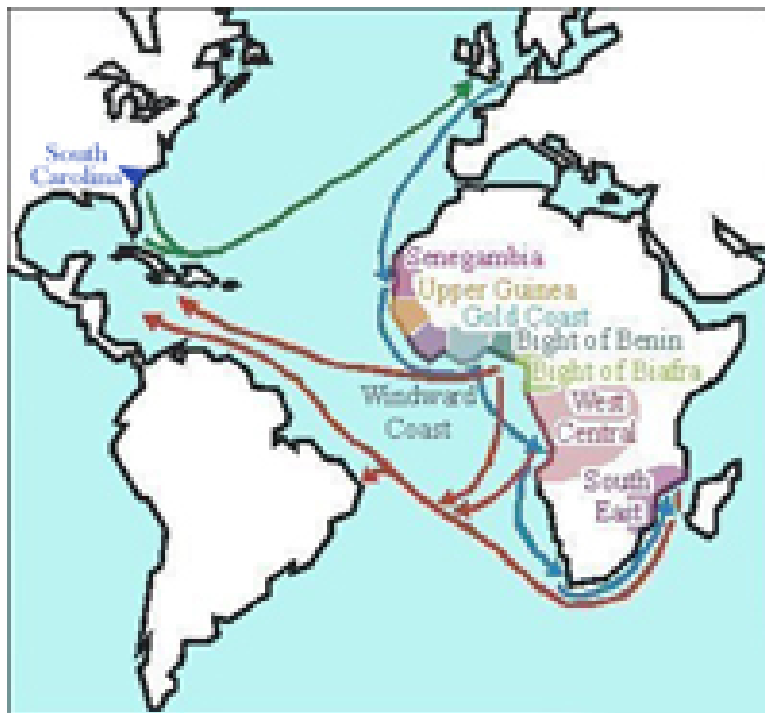 South
Carolina
Senegambia
Upper Guinea
Gold Coast
Bight of Benin
Bight of Biafra
Windward
Coast
West
Central
South
East